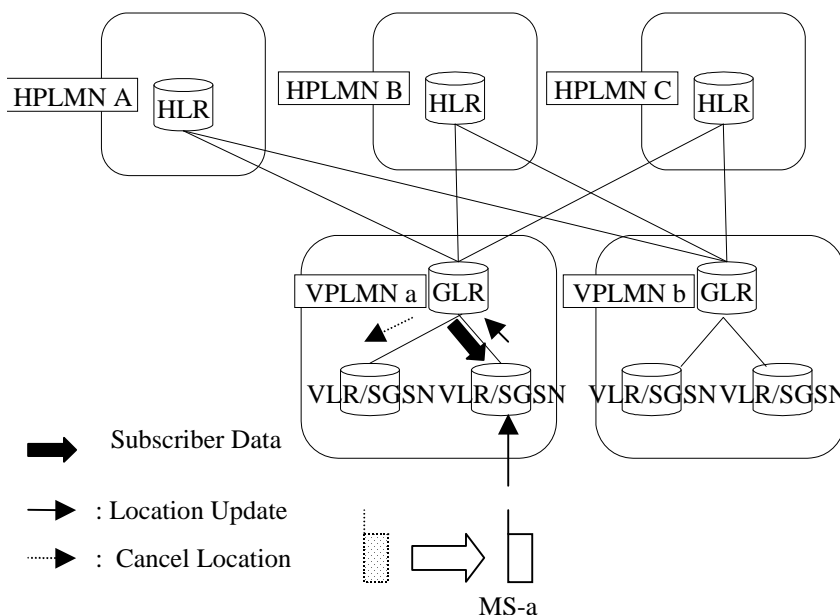 HPLMN A
HLR
HPLMN B
HLR
HPLMN C
HLR
VPLMN a
GLR
VPLMN b
GLR
VLR/SGSN
VLR/SGSN
VLR/SGSN
VLR/SGSN
Subscriber Data
: Location Update
: Cancel Location
MS-a